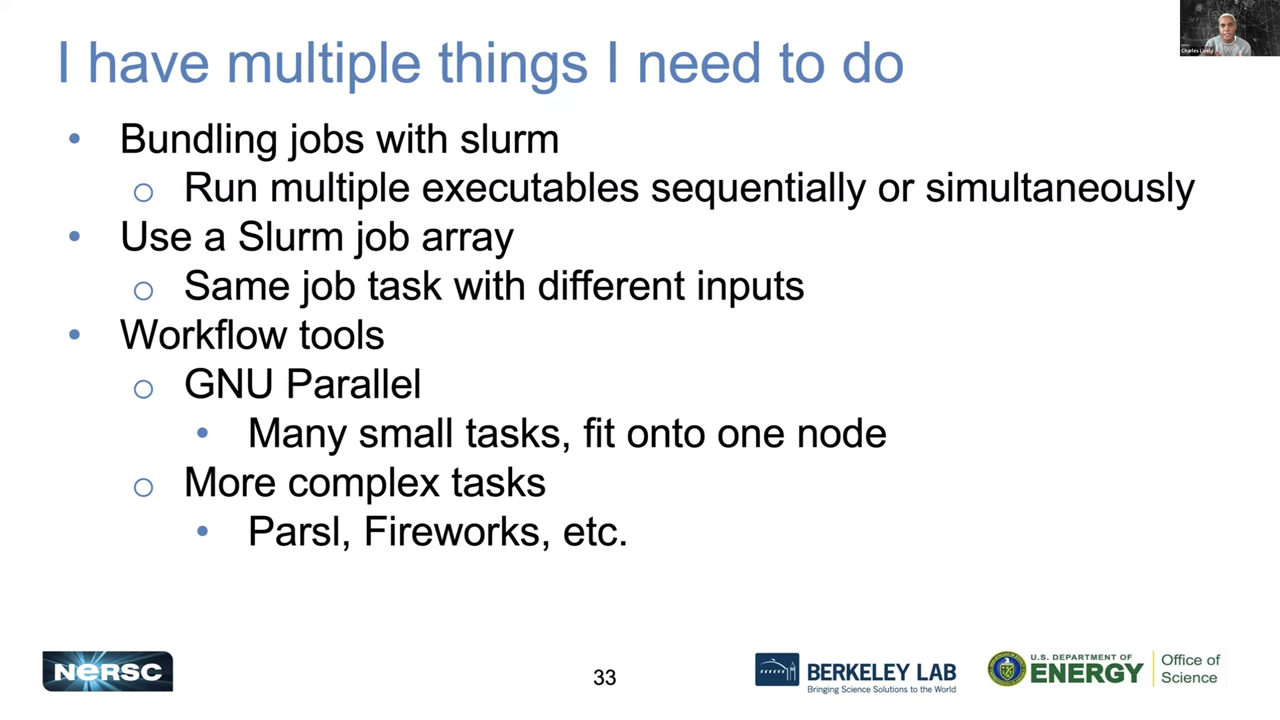 I have multiple things I need to do
• Bundling jobs with slurm
o Run multiple executables sequentially or simultaneously
• Use a Slurm job array
o Same job task with different inputs
• Workflow tools
o GNU Parallel
• Many small tasks, fit onto one node
o More complex tasks
• Parsl, Fireworks, etc.
NERSC
33
BERKELEY LAB
Bringing Science Solutions to the World
U.S. DEPARTMENT OF
ENERGY
Office of
Science